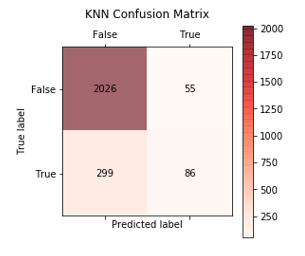 KNN Confusion Matrix
False True
2000
1750
1500
1250
1000
750
500
250
True label
False 2026 55
True 299 86
Predicted label